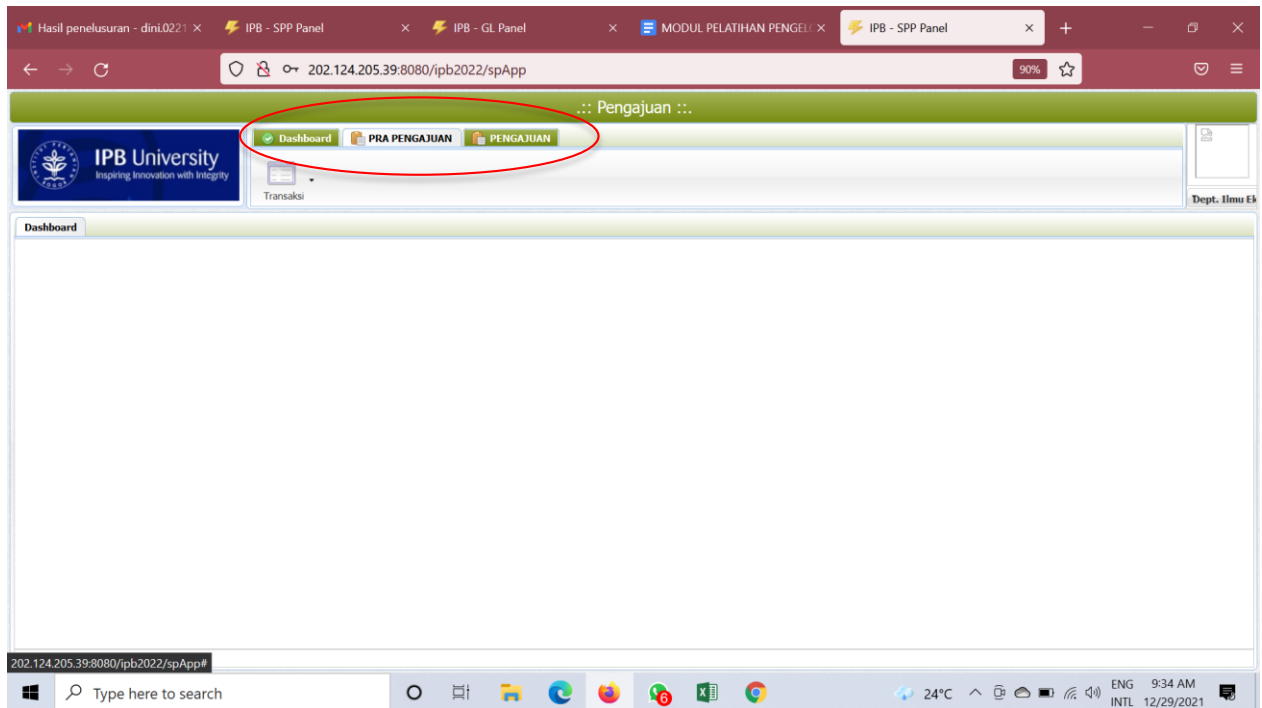 Hasil penelusuran - dini.0221
IPB - SPP Panel
IPB - GL Panel
MODUL PELATIHAN PENGEL
IPB - SPP Panel
202.124.205.39:8080/ipb2022/spApp
90%
.:: Pengajuan ::.
IPB University
Inspiring Innovation with Integrity
Dashboard
PRA PENGAJUAN
PENGAJUAN
Transaksi
Dept. Ilmu Ek
Dashboard
202.124.205.39:8080/ipb2022/spApp#
Type here to search
6
24°C
ENG
INTL
9:34 AM
12/29/2021